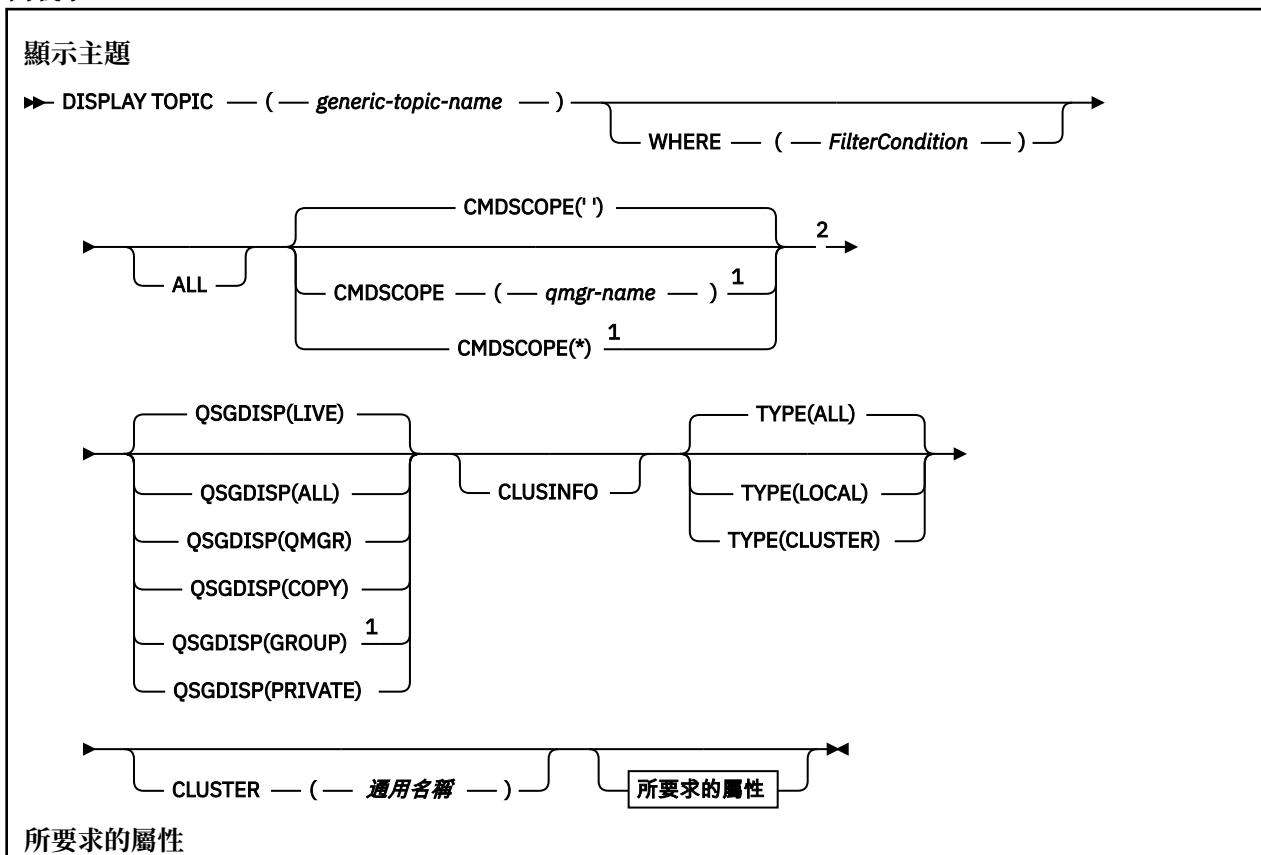 顯示主題
DISPLAY TOPIC ( generic-topic-name )
WHERE ( FilterCondition )
CMDSCOPE(' ')
2
ALL
CMDSCOPE ( qmgr-name ) 1
CMDSCOPE(*) 1
QSGDISP(LIVE) TYPE(ALL)
QSGDISP(ALL) CLUSINFO TYPE(LOCAL)
QSGDISP(QMGR) TYPE(CLUSTER)
QSGDISP(COPY)
QSGDISP(GROUP) 1
QSGDISP(PRIVATE)
CLUSTER ( 通用名稱 ) 所要求的屬性
所要求的屬性